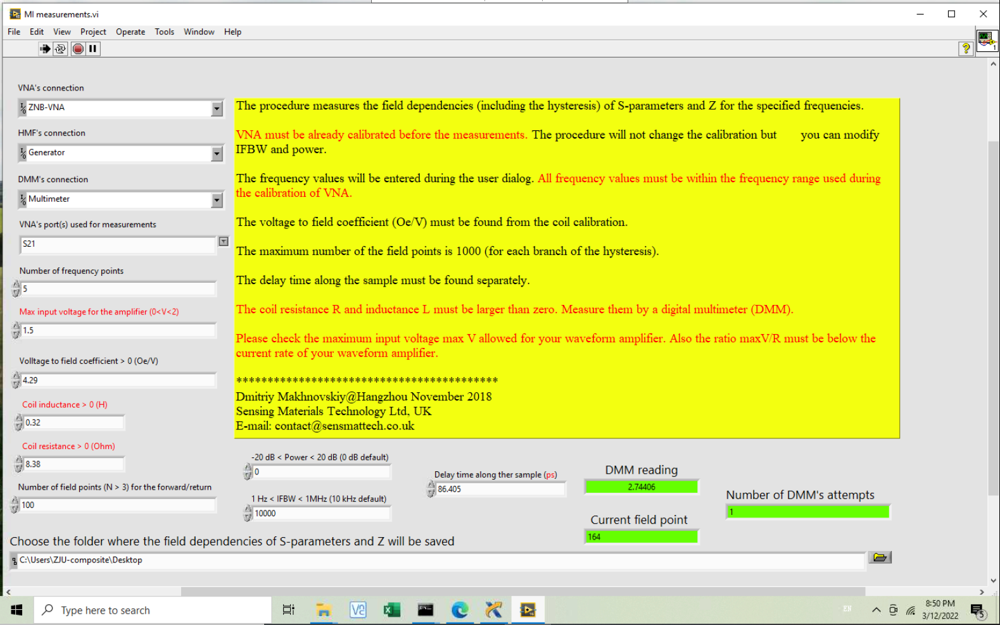 MI measurements.vi
File Edit View Project Operate Tools Window Help
VNA's connection
ZNB-VNA
HMF's connection
Generator
DMM's connection
Multimeter
VNA's port(s) used for measurements
S21
Number of frequency points
5
Max input voltage for the amplifier (0<V<2)
1.5
Volltage to field coefficient > 0 (Oe/V)
4.29
Coil inductance > 0 (H)
0.32
Coil resistance > 0 (Ohm)
8.38
Number of field points (N > 3) for the forward/return
100
The procedure measures the field dependencies (including the hysteresis) of S-parameters and Z for the specified frequencies.
VNA must be already calibrated before the measurements. The procedure will not change the calibration but you can modify
IFBW and power.
The frequency values will be entered during the user dialog. All frequency values must be within the frequency range used during
the calibration of VNA.
The voltage to field coefficient (Oe/V) must be found from the coil calibration.
The maximum number of the field points is 1000 (for each branch of the hysteresis).
The delay time along the sample must be found separately.
The coil resistance R and inductance L must be larger than zero. Measure them by a digital multimeter (DMM).
Please check the maximum input voltage max V allowed for your waveform amplifier. Also the ratio maxV/R must be below the
current rate of your waveform amplifier.
******************************************
Dmitriy Makhnovskiy@Hangzhou November 2018
Sensing Materials Technology Ltd, UK
E-mail: contact@sensmattech.co.uk
-20 dB < Power < 20 dB (0 dB default)
0
1 Hz < IFBW < 1MHz (10 kHz default)
10000
Delay time along ther sample (ps)
86.405
DMM reading
2.74406
Current field point
164
Number of DMM's attempts
1
Choose the folder where the field dependencies of S-parameters and Z will be saved
C:\Users\ZJU-composite\Desktop
Type here to search
EN
8:50 PM
3/12/2022
5